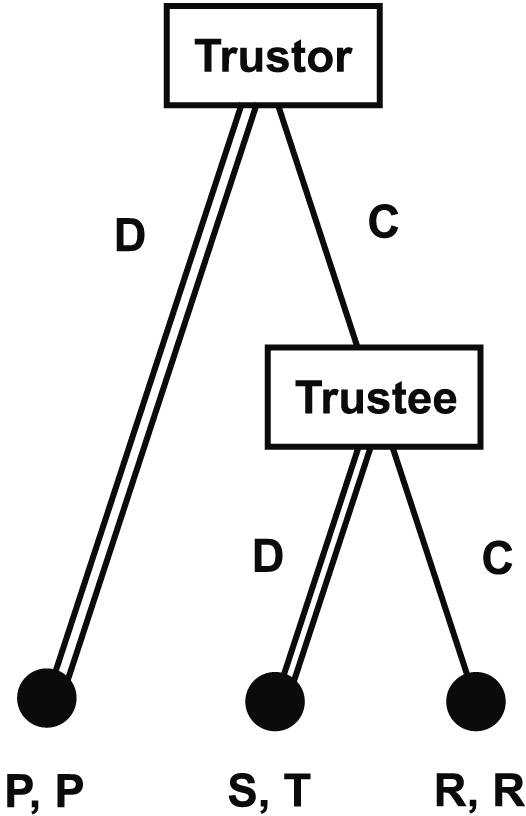 Trustor
D
C
Trustee
D
C
P, P
S, T
R, R